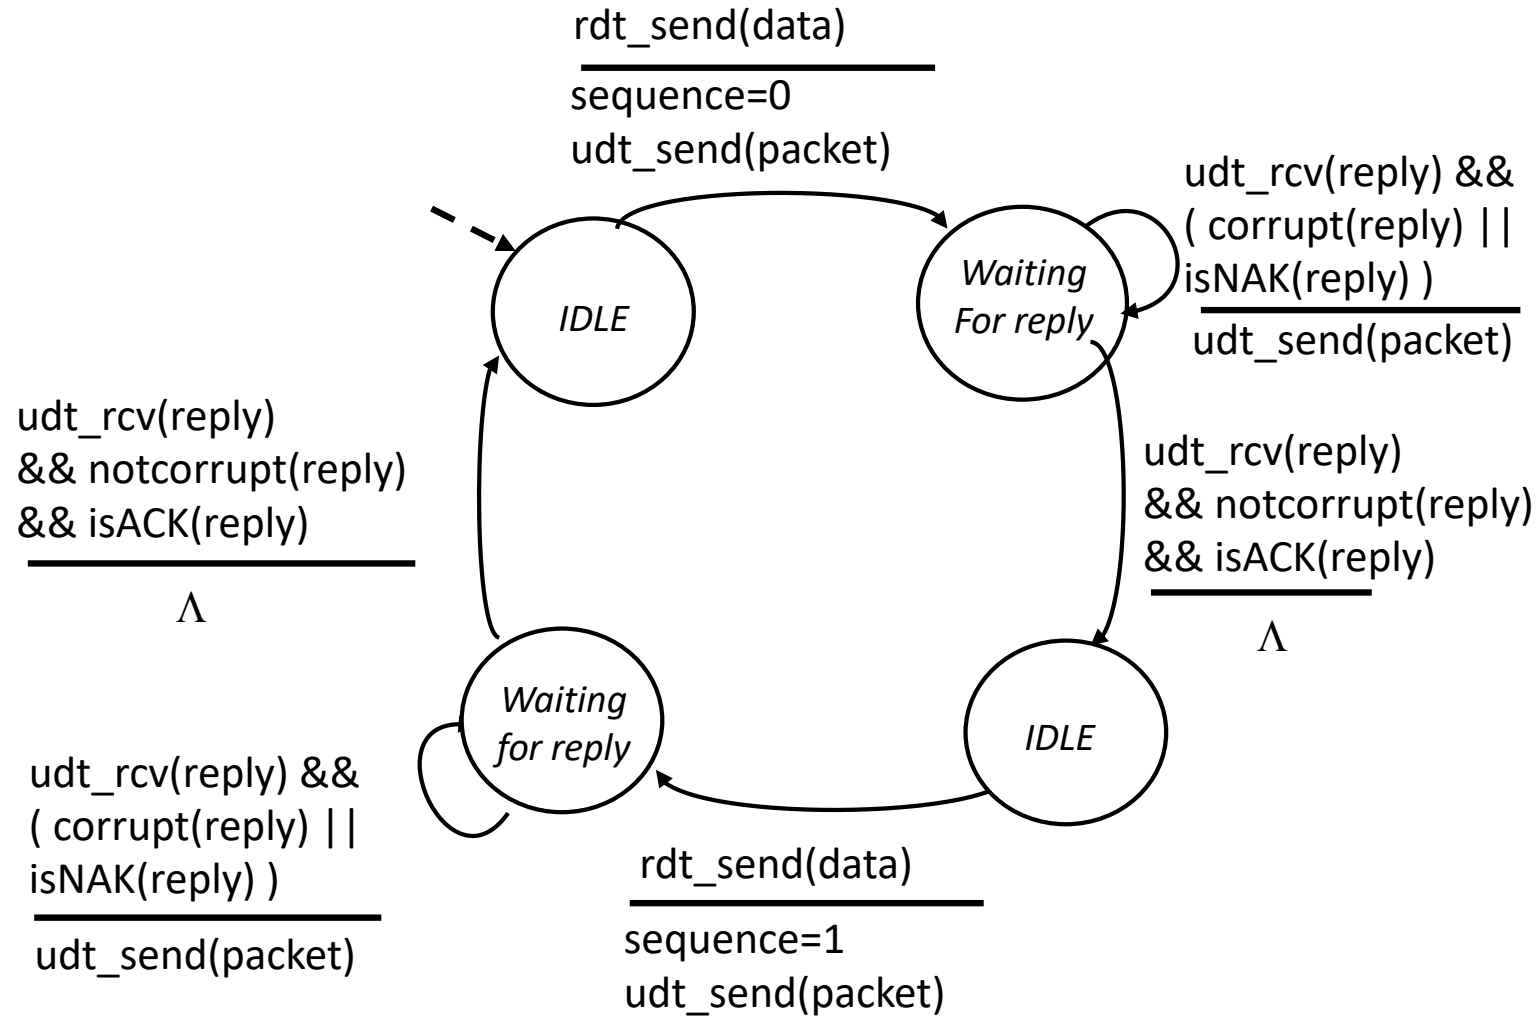 rdt_send(data)
sequence=0
udt_send(packet)
udt_rcv(reply) &&
( corrupt(reply) ||
isNAK(reply) )
udt_send(packet)
IDLE
Waiting
For reply
udt_rcv(reply)
&& notcorrupt(reply)
&& isACK(reply)
Λ
udt_rcv(reply)
&& notcorrupt(reply)
&& isACK(reply)
Λ
Waiting
for reply
IDLE
udt_rcv(reply) &&
( corrupt(reply) ||
isNAK(reply) )
udt_send(packet)
rdt_send(data)
sequence=1
udt_send(packet)